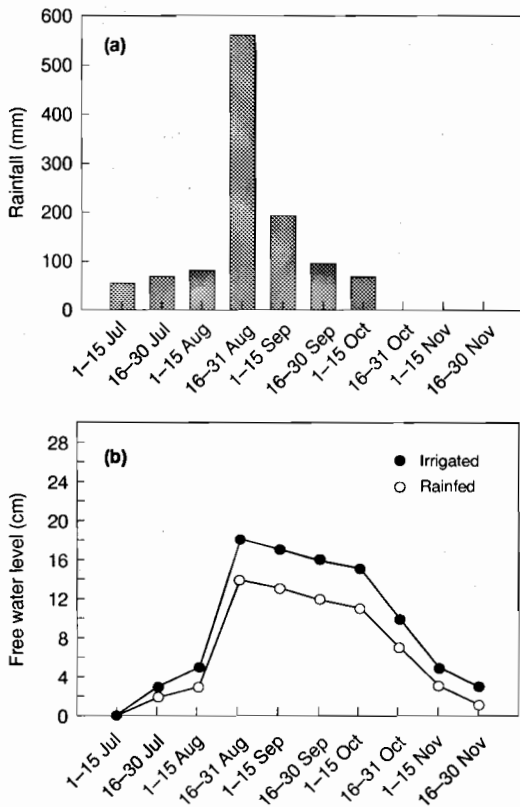 (a)
Rainfall (mm)
600
500
400
300
200
100
0
1–15 Jul
16–30 Jul
1–15 Aug
16–31 Aug
1–15 Sep
16–30 Sep
1–15 Oct
16–31 Oct
1–15 Nov
16–30 Nov
(b)
Irrigated
Rainfed
Free water level (cm)
28
24
20
16
12
8
4
0
1–15 Jul
16–30 Jul
1–15 Aug
16–31 Aug
1–15 Sep
16–30 Sep
1–15 Oct
16–31 Oct
1–15 Nov
16–30 Nov